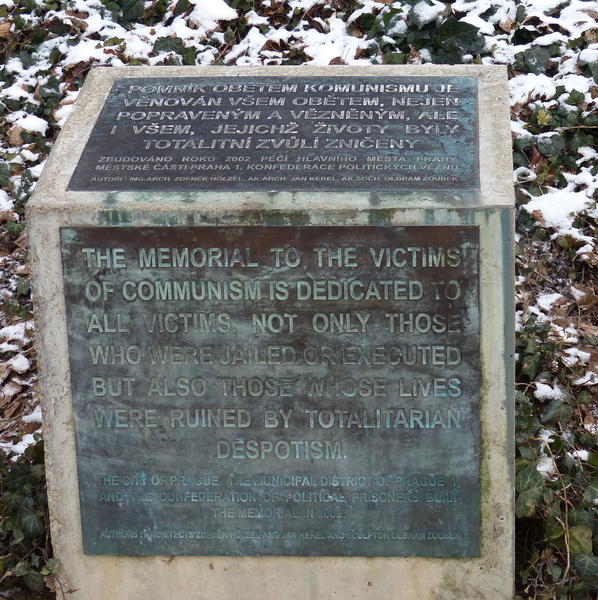 POMNÍK OBĚTEM KOMUNISMU JE
VĚNOVÁN VŠEM OBĚTEM, NEJEN
POPRAVENÝM A VĚZNĚNÝM, ALE
I VŠEM, JEJICHŽ ŽIVOTY BYLY
TOTALITNÍ ZVŮLÍ ZNIČENY
ZBUDOVÁNO ROKU 2002 PÉČÍ HLAVNÍHO MĚSTA PRAHY,
MĚSTSKÉ ČÁSTI PRAHA 1, KONFEDERACE POLITICKÝCH VĚZŇŮ
AUTOŘI: ING.ARCH. ZDENEK HÖLZEL, AK.ARCH. JAN KEREL, AK.SOCH. OLBRAM ZOUBEK
THE MEMORIAL TO THE VICTIMS
OF COMMUNISM IS DEDICATED TO
ALL VICTIMS, NOT ONLY THOSE
WHO WERE JAILED OR EXECUTED
BUT ALSO THOSE WHOSE LIVES
WERE RUINED BY TOTALITARIAN
DESPOTISM.
THE CITY OF PRAGUE, THE MUNICIPAL DISTRICT OF PRAGUE 1,
AND THE CONFEDERATION OF POLITICAL PRISONERS BUILT
THE MEMORIAL IN 2002.
AUTHORS: ARCHITECTS ZDENEK HÖLZEL AND JAN KEREL AND SCULPTOR OLBRAM ZOUBEK